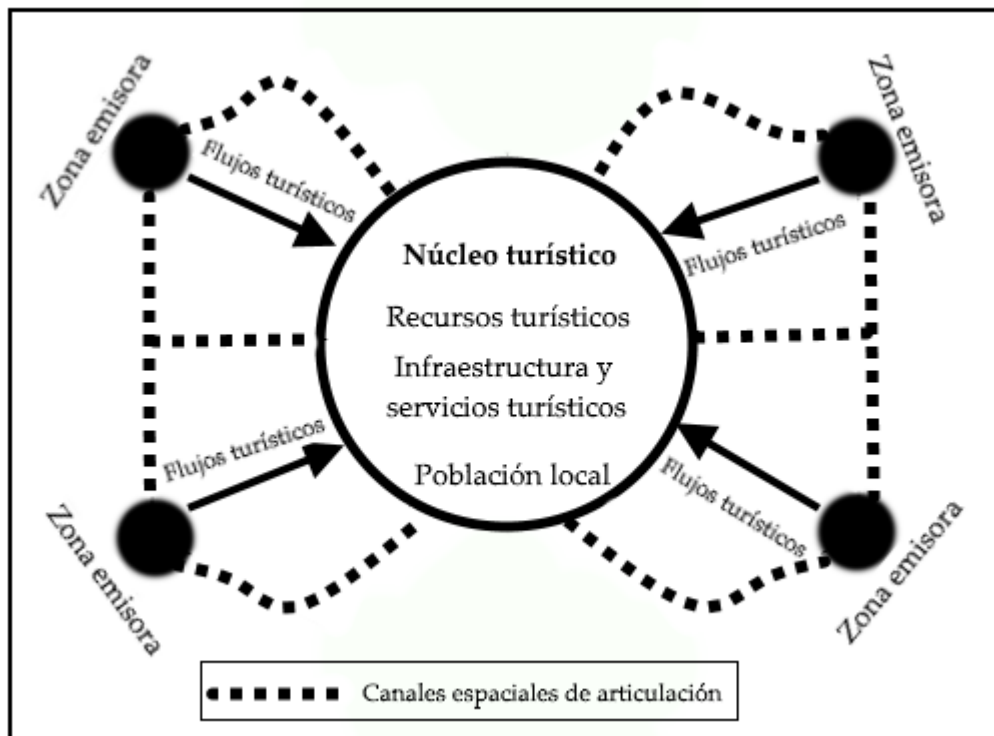 Zona emisora
Zona emisora
Flujos turísticos
Flujos turísticos
Núcleo turístico
Recursos turísticos
Infraestructura y
servicios turísticos
Población local
Flujos turísticos
Flujos turísticos
Zona emisora
Zona emisora
Canales espaciales de articulación